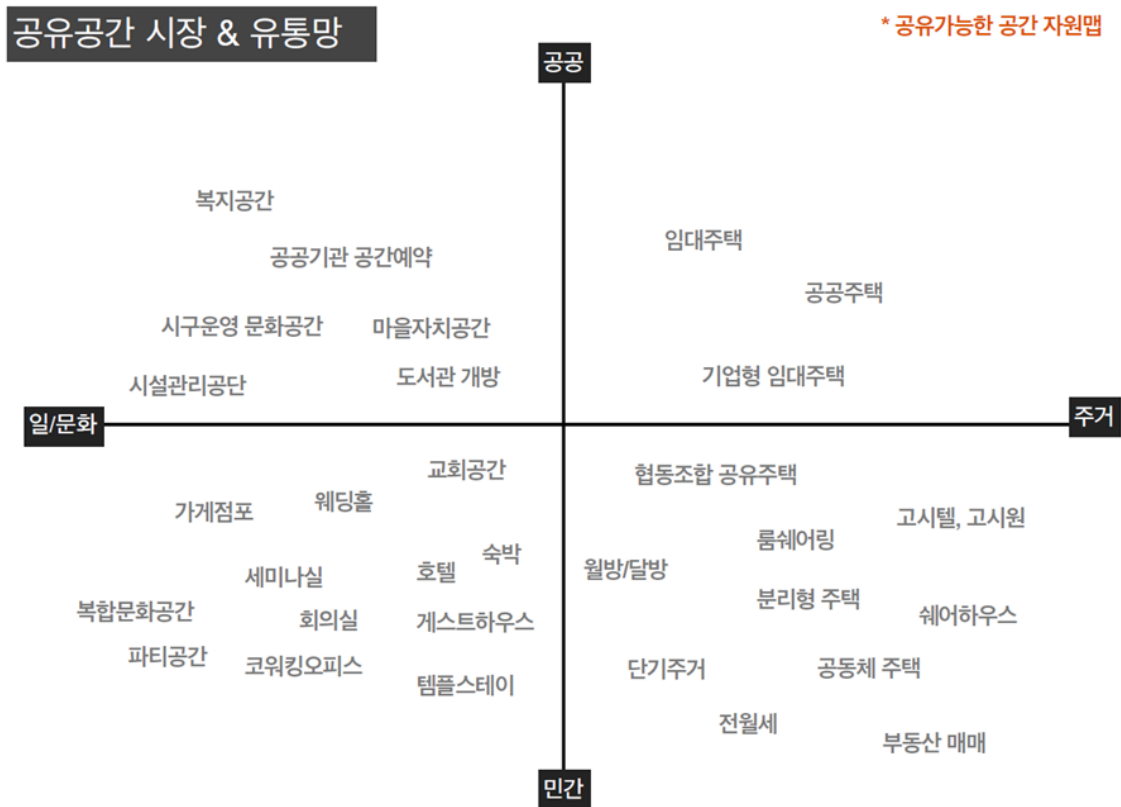 공유공간 시장 & 유통망
* 공유가능한 공간 자원맵
공공
복지공간
임대주택
공공기관 공간예약
공공주택
시구운영 문화공간
마을자치공간
도서관 개방
기업형 임대주택
시설관리공단
일/문화
주거
교회공간
협동조합 공유주택
웨딩홀
가게점포
고시텔, 고시원
룸쉐어링
숙박
월방/달방
호텔
세미나실
분리형 주택
복합문화공간
쉐어하우스
회의실
게스트하우스
파티공간
코워킹오피스
단기주거
공동체 주택
템플스테이
전월세
부동산 매매
민간